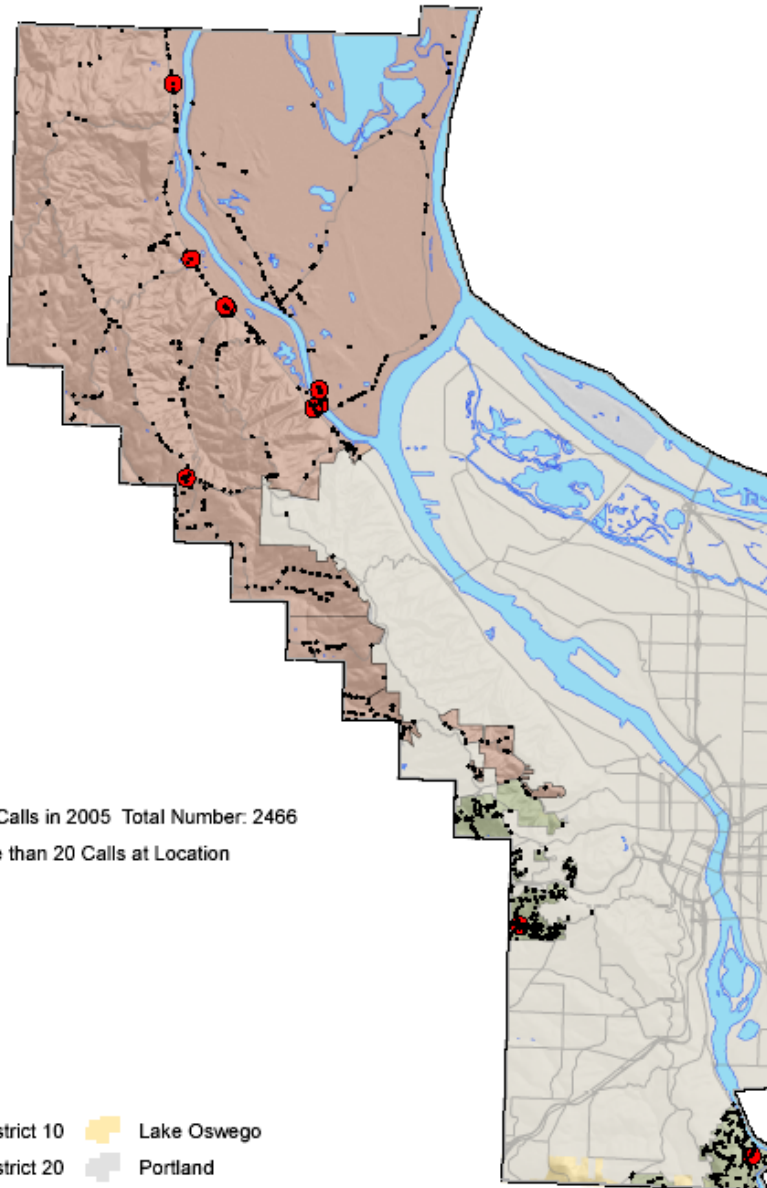 Calls in 2005 Total Number: 2466
than 20 Calls at Location
strict 10 Lake Oswego
strict 20 Portland